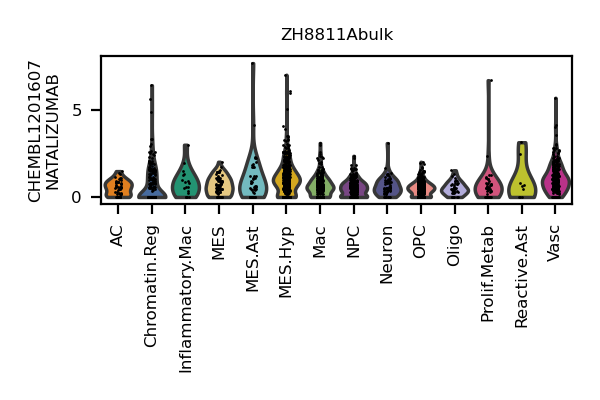 ZH8811Abulk
CHEMBL1201607
NATALIZUMAB
5
0
AC
Chromatin.Reg
Inflammatory.Mac
MES
MES.Ast
MES.Hyp
Mac
NPC
Neuron
OPC
Oligo
Prolif.Metab
Reactive.Ast
Vasc